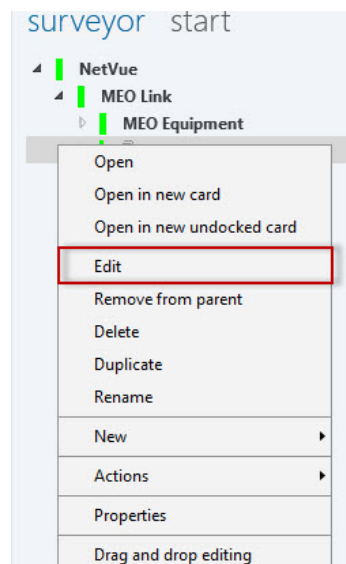 surveyor start
NetVue
MEO Link
MEO Equipment
Open
Open in new card
Open in new undocked card
Edit
Remove from parent
Delete
Duplicate
Rename
New
Actions
Properties
Drag and drop editing